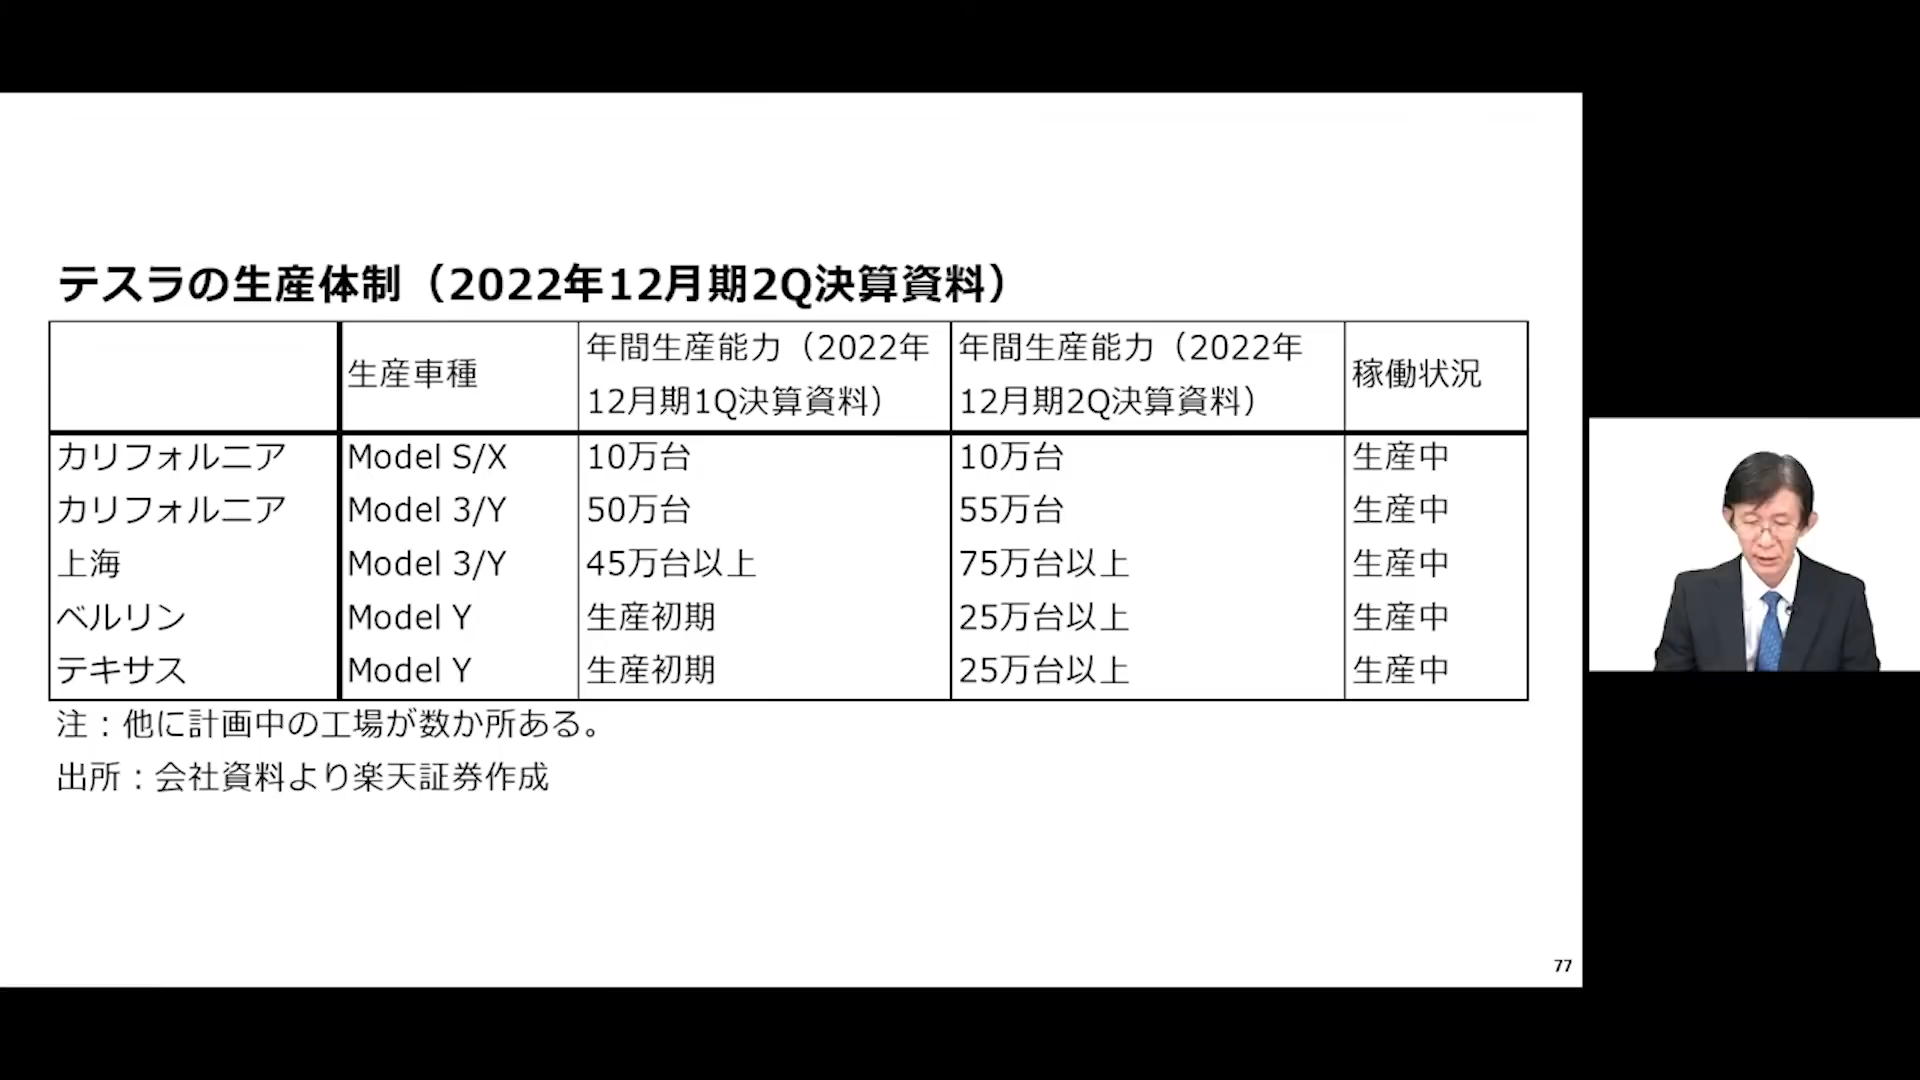 テスラの生産体制（2022年12月期2Q決算資料）
生産車種 年間生産能力（2022年12月期1Q決算資料） 年間生産能力（2022年12月期2Q決算資料） 稼働状況
カリフォルニア Model S/X 10万台 10万台 生産中
カリフォルニア Model 3/Y 50万台 55万台 生産中
上海 Model 3/Y 45万台以上 75万台以上 生産中
ベルリン Model Y 生産初期 25万台以上 生産中
テキサス Model Y 生産初期 25万台以上 生産中
注：他に計画中の工場が数か所ある。
出所：会社資料より楽天証券作成
77